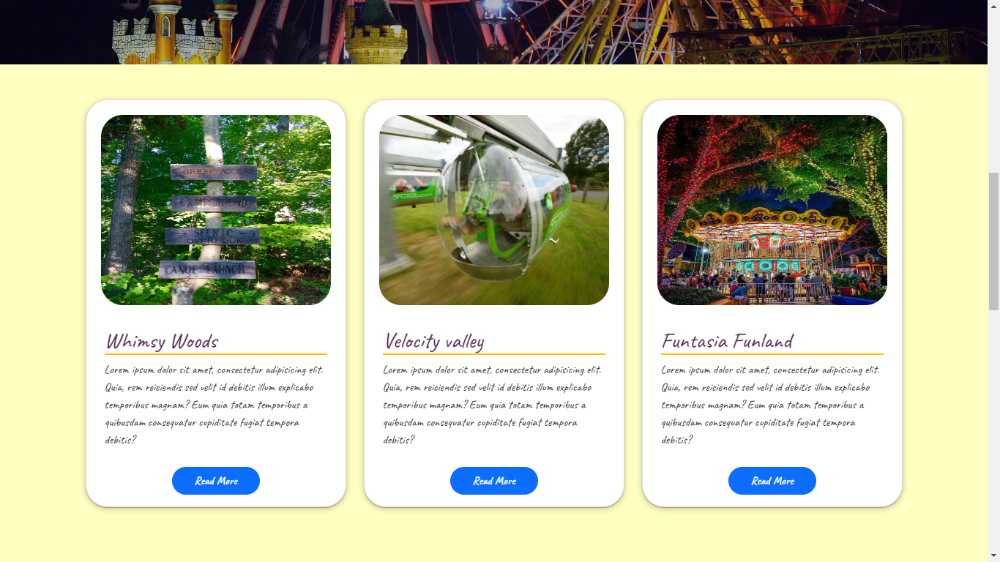 CREEK ACCESS
CAMPGROUND
SCENIC
OVERLOOK
CANOE LAUNCH
Whimsy Woods
Lorem ipsum dolor sit amet, consectetur adipisicing elit.
Quia, rem reiciendis sed velit id debitis illum explicabo
temporibus magnam? Eum quia totam temporibus a
quibusdam consequatur cupiditate fugiat tempora
debitis?
Read More
Velocity valley
Lorem ipsum dolor sit amet, consectetur adipisicing elit.
Quia, rem reiciendis sed velit id debitis illum explicabo
temporibus magnam? Eum quia totam temporibus a
quibusdam consequatur cupiditate fugiat tempora
debitis?
Read More
Funtasia Funland
Lorem ipsum dolor sit amet, consectetur adipisicing elit.
Quia, rem reiciendis sed velit id debitis illum explicabo
temporibus magnam? Eum quia totam temporibus a
quibusdam consequatur cupiditate fugiat tempora
debitis?
Read More